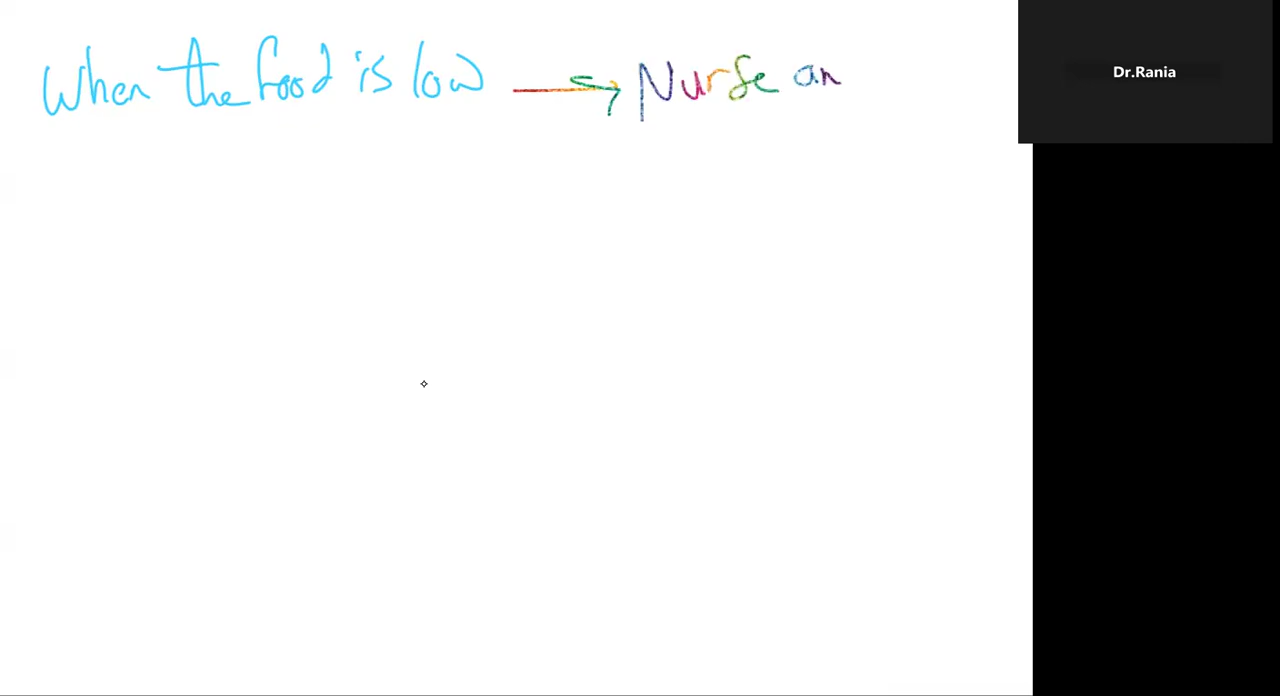 When the food is low → Nurse an
Dr.Rania